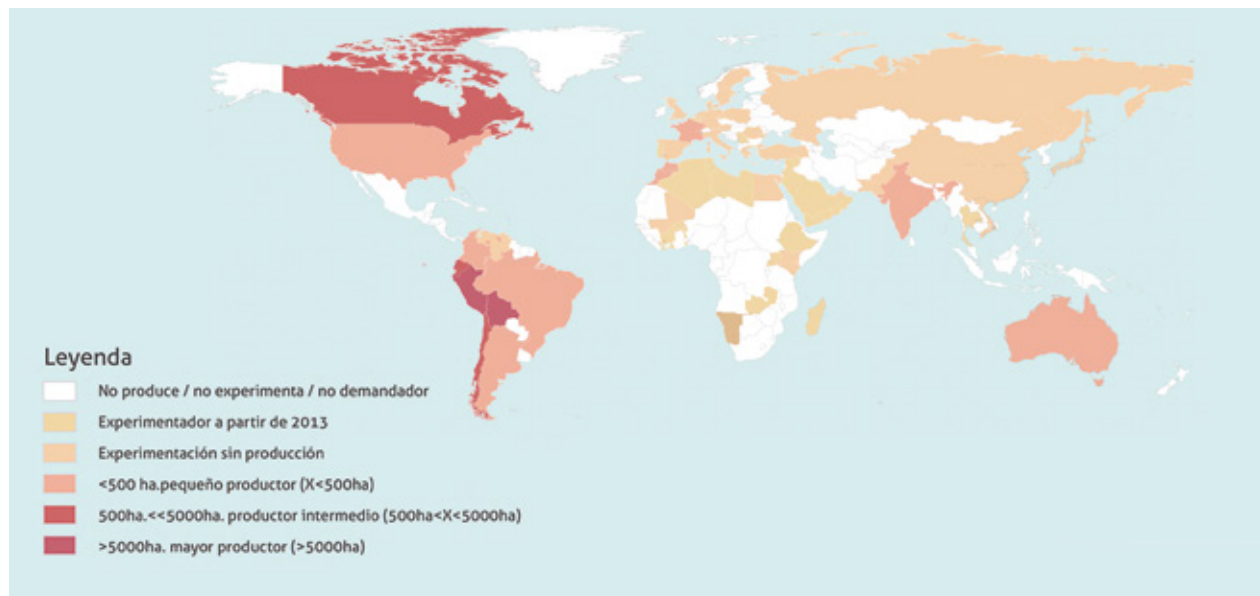 Leyenda
No produce / no experimenta / no demandador
Experimentador a partir de 2013
Experimentación sin producción
<500 ha.pequeño productor (X<500ha)
500ha.<<5000ha. productor intermedio (500ha<X<5000ha)
>5000ha. mayor productor (>5000ha)